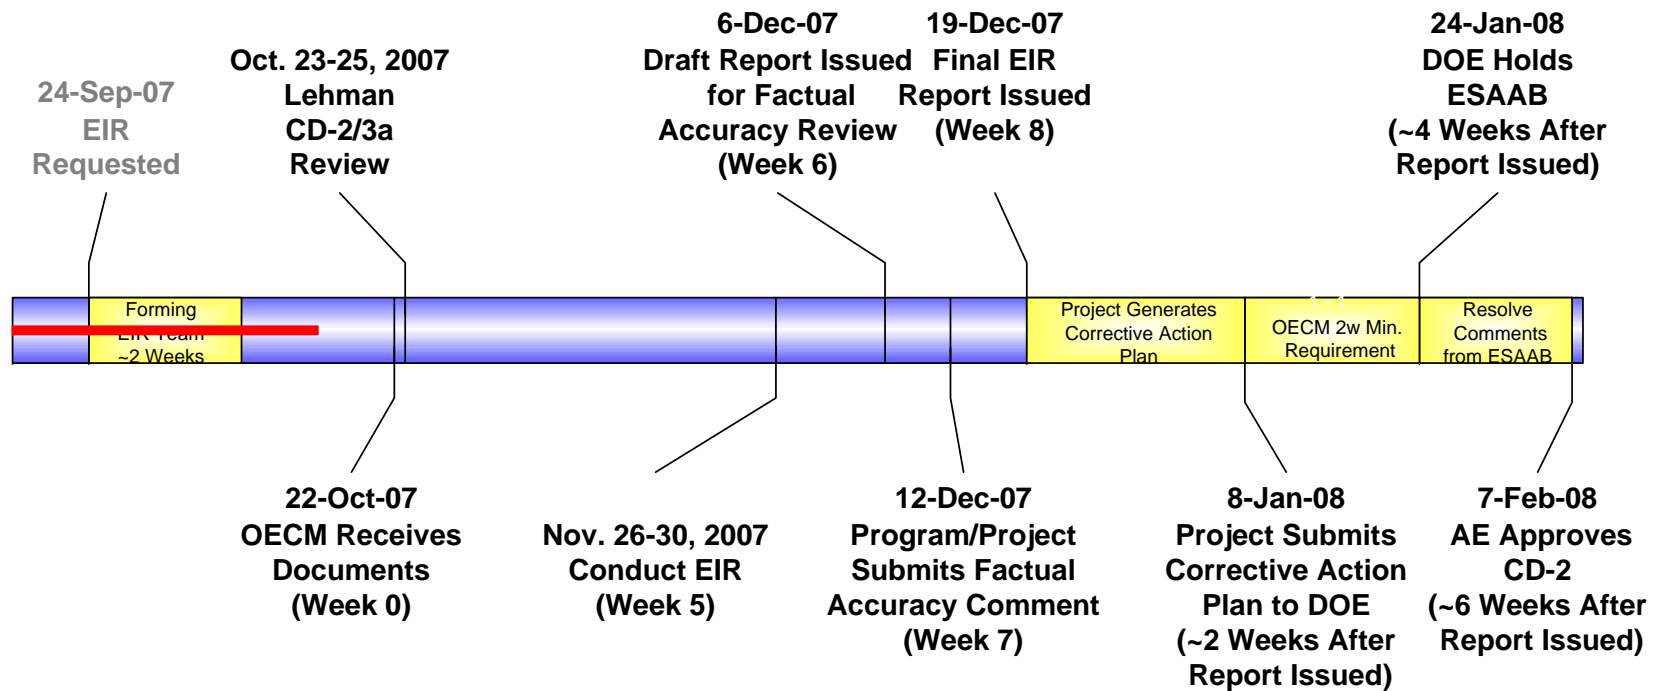 24-Sep-07
EIR
Requested
Oct. 23-25, 2007
Lehman
CD-2/3a
Review
6-Dec-07
Draft Report Issued
for Factual
Accuracy Review
(Week 6)
19-Dec-07
Final EIR
Report Issued
(Week 8)
24-Jan-08
DOE Holds
ESAAB
(~4 Weeks After
Report Issued)
Forming
EIR Team
~2 Weeks
Project Generates
Corrective Action
Plan
1 - 1
OECM 2w Min.
Requirement
Resolve
Comments
from ESAAB
22-Oct-07
OECM Receives
Documents
(Week 0)
Nov. 26-30, 2007
Conduct EIR
(Week 5)
12-Dec-07
Program/Project
Submits Factual
Accuracy Comment
(Week 7)
8-Jan-08
Project Submits
Corrective Action
Plan to DOE
(~2 Weeks After
Report Issued)
7-Feb-08
AE Approves
CD-2
(~6 Weeks After
Report Issued)